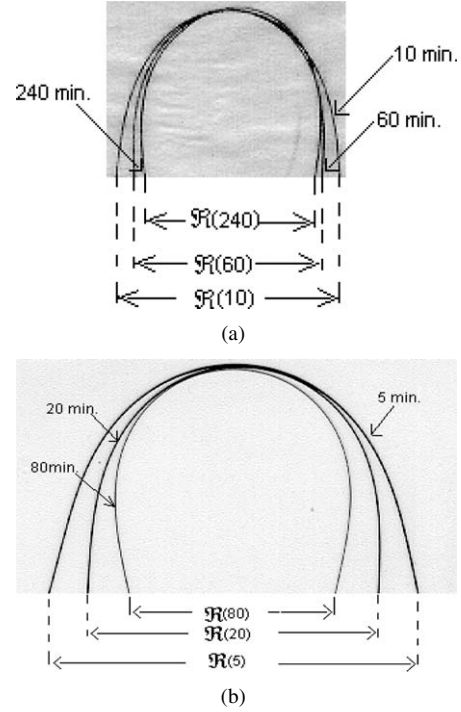 10 min.
240 min.
60 min.
ℜ(240)
ℜ(60)
ℜ(10)
(a)
20 min.
5 min.
80min.
ℜ(80)
ℜ(20)
ℜ(5)
(b)